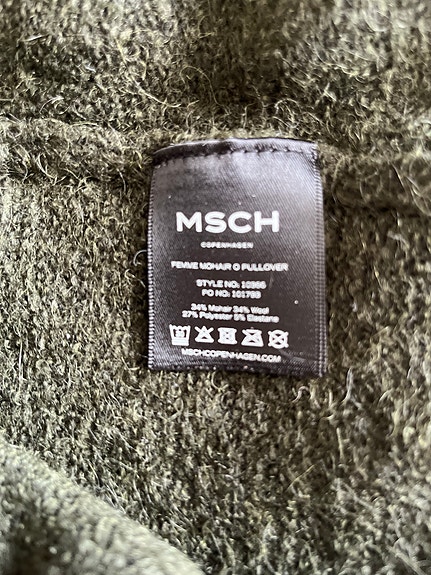 MSCH
COPENHAGEN
FEMME MOHAIR O PULLOVER
STYLE NO: 10966
PO NO: 101793
34% Mohair 34% Wool
27% Polyester 5% Elastane
MSCHCOPENHAGEN.COM